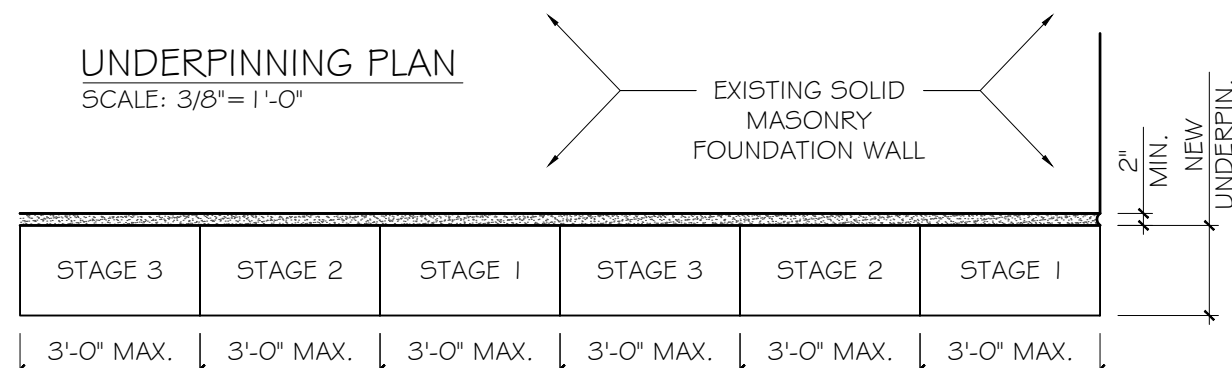 UNDERPINNING PLAN
SCALE: 3/8"=1'-0"
EXISTING SOLID
MASONRY
FOUNDATION WALL
2"
MIN.
NEW
UNDERPIN.
STAGE 3 STAGE 2 STAGE 1 STAGE 3 STAGE 2 STAGE 1
3'-0" MAX. 3'-0" MAX. 3'-0" MAX. 3'-0" MAX. 3'-0" MAX. 3'-0" MAX.